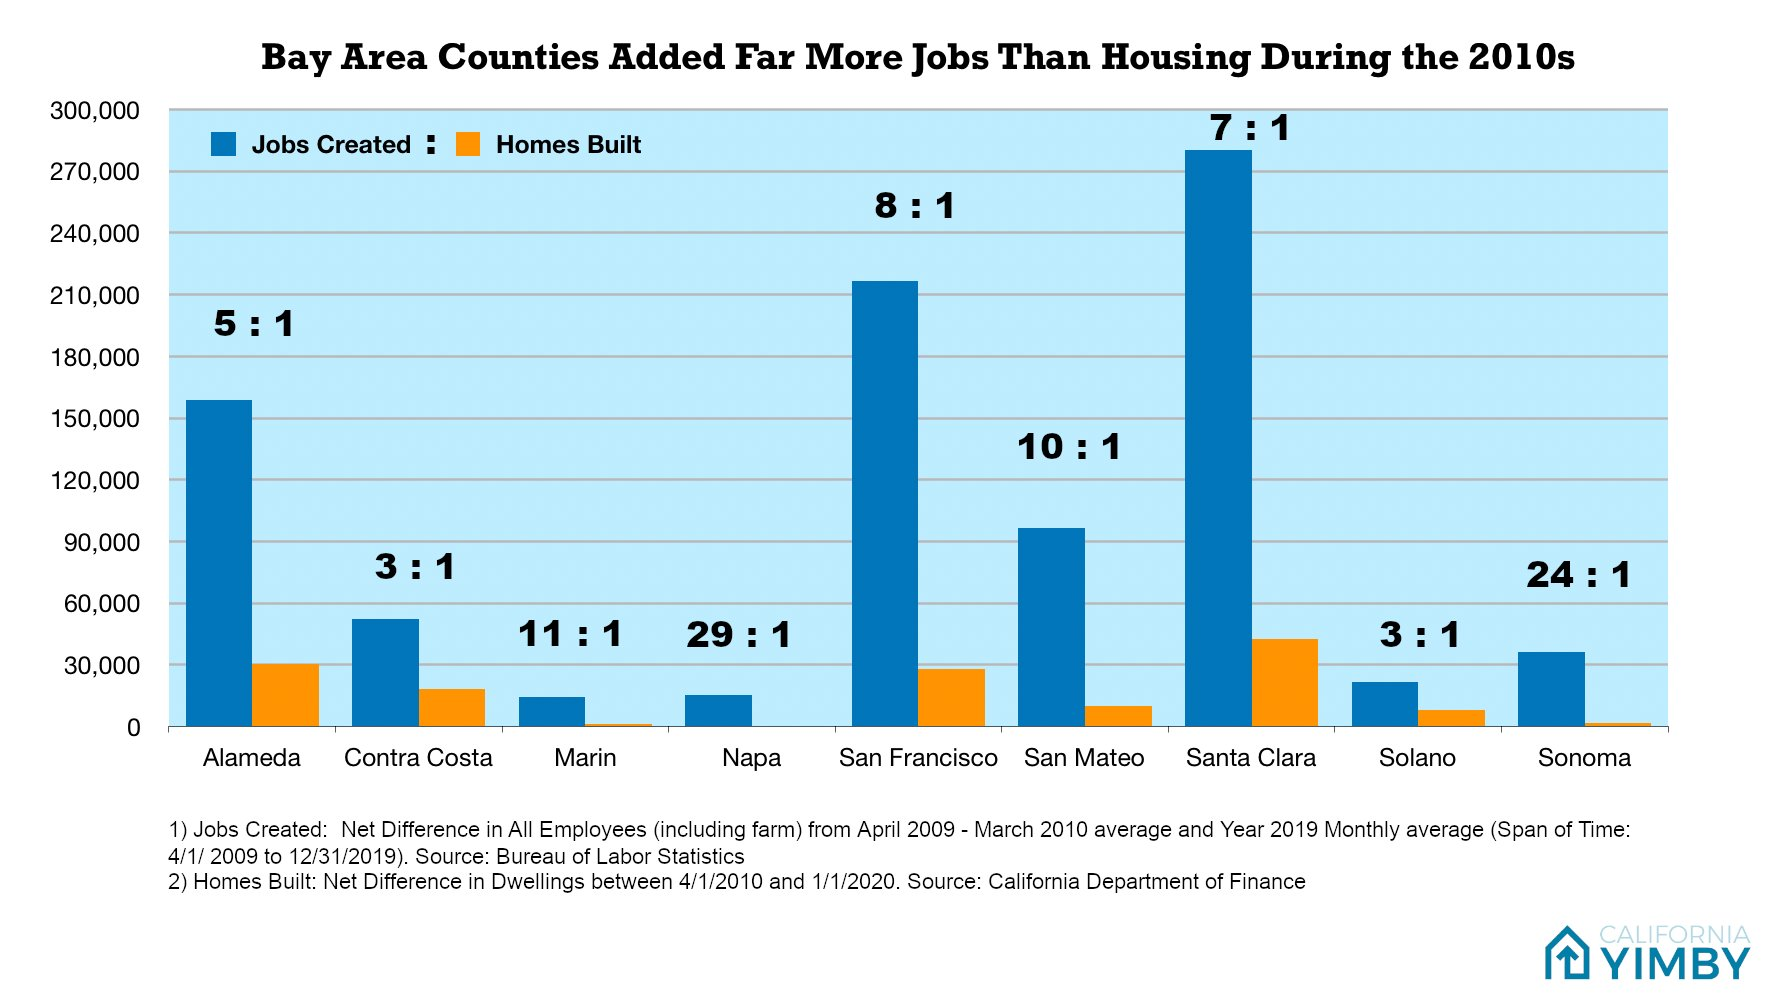 Bay Area Counties Added Far More Jobs Than Housing During the 2010s
300,000
270,000
240,000
210,000
180,000
150,000
120,000
90,000
60,000
30,000
0
Jobs Created : Homes Built
5 : 1
3 : 1
11 : 1
29 : 1
8 : 1
10 : 1
7 : 1
3 : 1
24 : 1
Alameda
Contra Costa
Marin
Napa
San Francisco
San Mateo
Santa Clara
Solano
Sonoma
1) Jobs Created:  Net Difference in All Employees (including farm) from April 2009 - March 2010 average and Year 2019 Monthly average (Span of Time:
4/1/ 2009 to 12/31/2019). Source: Bureau of Labor Statistics
2) Homes Built: Net Difference in Dwellings between 4/1/2010 and 1/1/2020. Source: California Department of Finance
CALIFORNIA
YIMBY